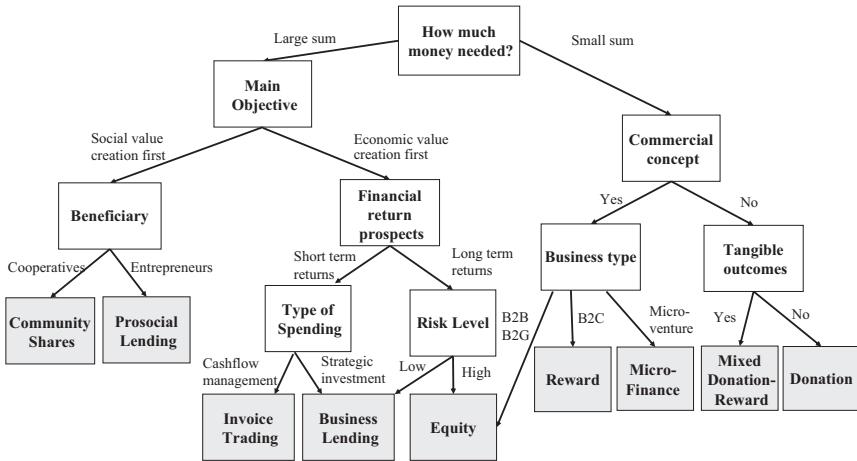 How much
money needed?
Large sum
Small sum
Main
Objective
Social value
creation first
Economic value
creation first
Commercial
concept
Beneficiary
Financial
return
prospects
Yes
No
Cooperatives
Entrepreneurs
Short term
returns
Long term
returns
Business type
Tangible
outcomes
Community
Shares
Prosocial
Lending
Type of
Spending
Risk Level
B2B
B2G
B2C
Micro-
venture
Yes
No
Cashflow
management
Strategic
investment
Low
High
Reward
Micro-
Finance
Mixed
Donation-
Reward
Donation
Invoice
Trading
Business
Lending
Equity